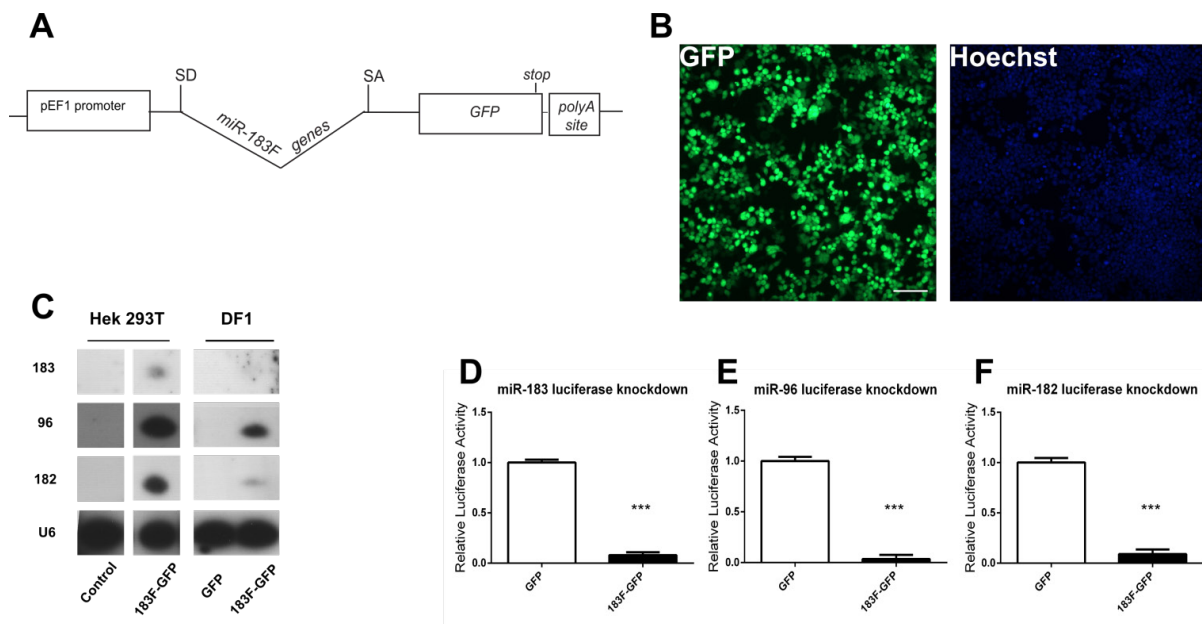 A
pEF1 promoter
SD
miR-183F
genes
SA
GFP
stop
polyA
site
B
GFP
Hoechst
C
Hek 293T
DF1
183
96
182
U6
Control
183F-GFP
GFP
183F-GFP
D
miR-183 luciferase knockdown
Relative Luciferase Activity
1.5
1.0
0.5
0.0
***
GFP
183F-GFP
E
miR-96 luciferase knockdown
Relative Luciferase Activity
1.5
1.0
0.5
0.0
***
GFP
183F-GFP
F
miR-182 luciferase knockdown
Relative Luciferase Activity
1.5
1.0
0.5
0.0
***
GFP
183F-GFP